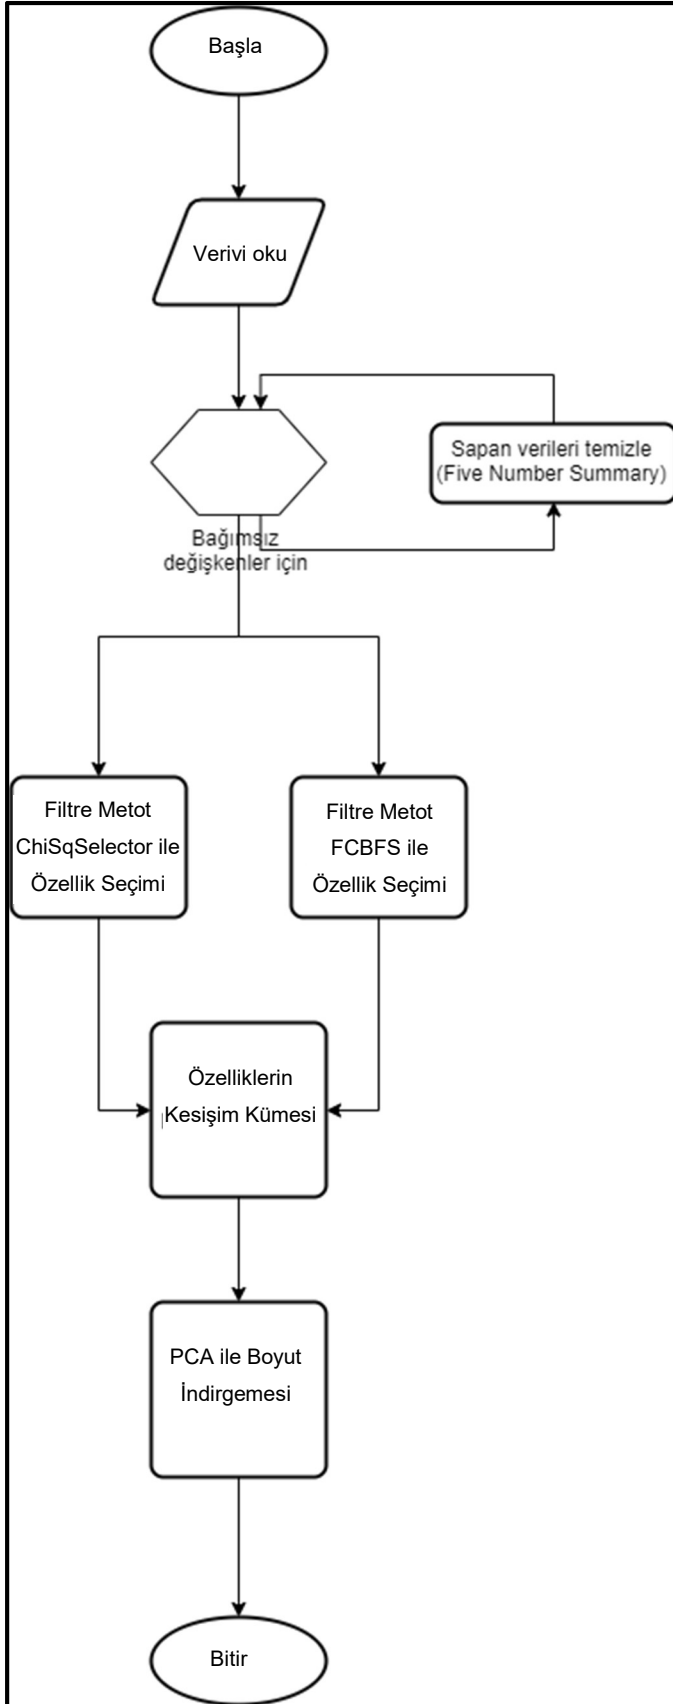 Başla
Verivi oku
Sapan verileri temizle
(Five Number Summary)
Bağımsız
değişkenler için
Filtre Metot
ChiSqSelector ile
Özellik Seçimi
Filtre Metot
FCBFS ile
Özellik Seçimi
Özelliklerin
Kesişim Kümesi
PCA ile Boyut
İndirgemesi
Bitir